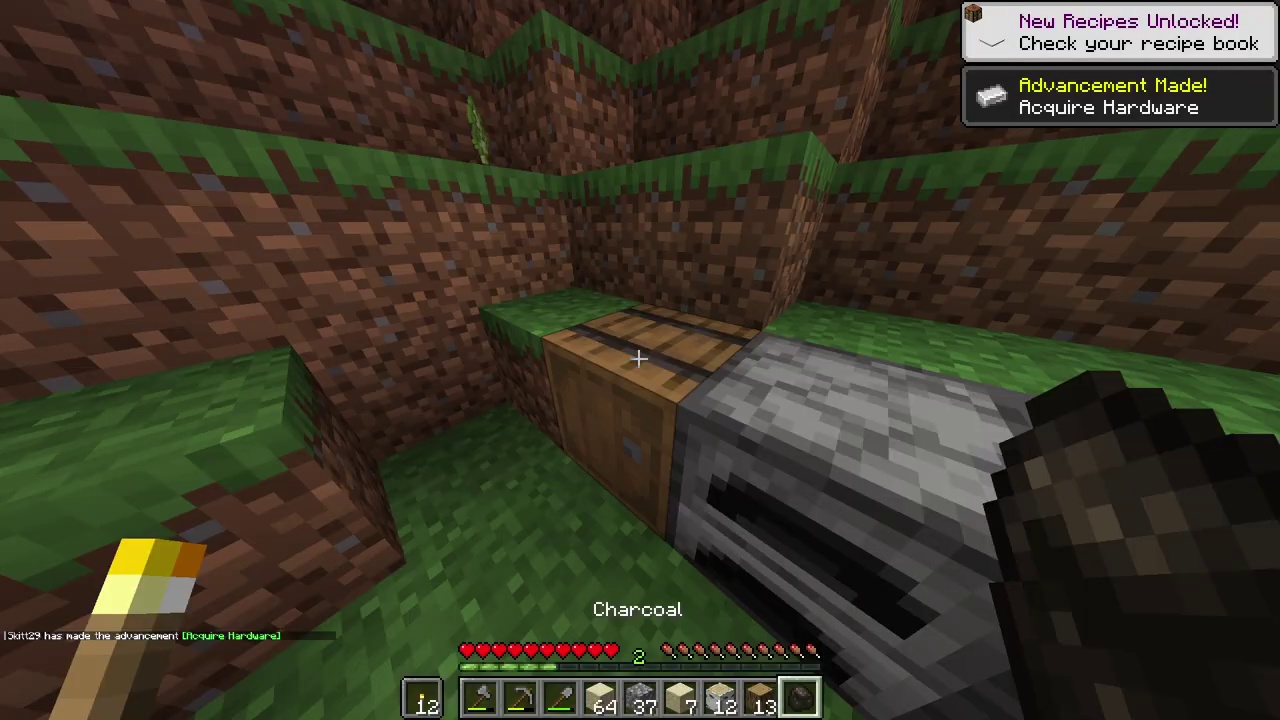 New Recipes Unlocked!
Check your recipe book
Advancement Made!
Acquire Hardware
Charcoal
Skitt29 has made the advancement [Acquire Hardware]
2
12
64
37
7
12
13